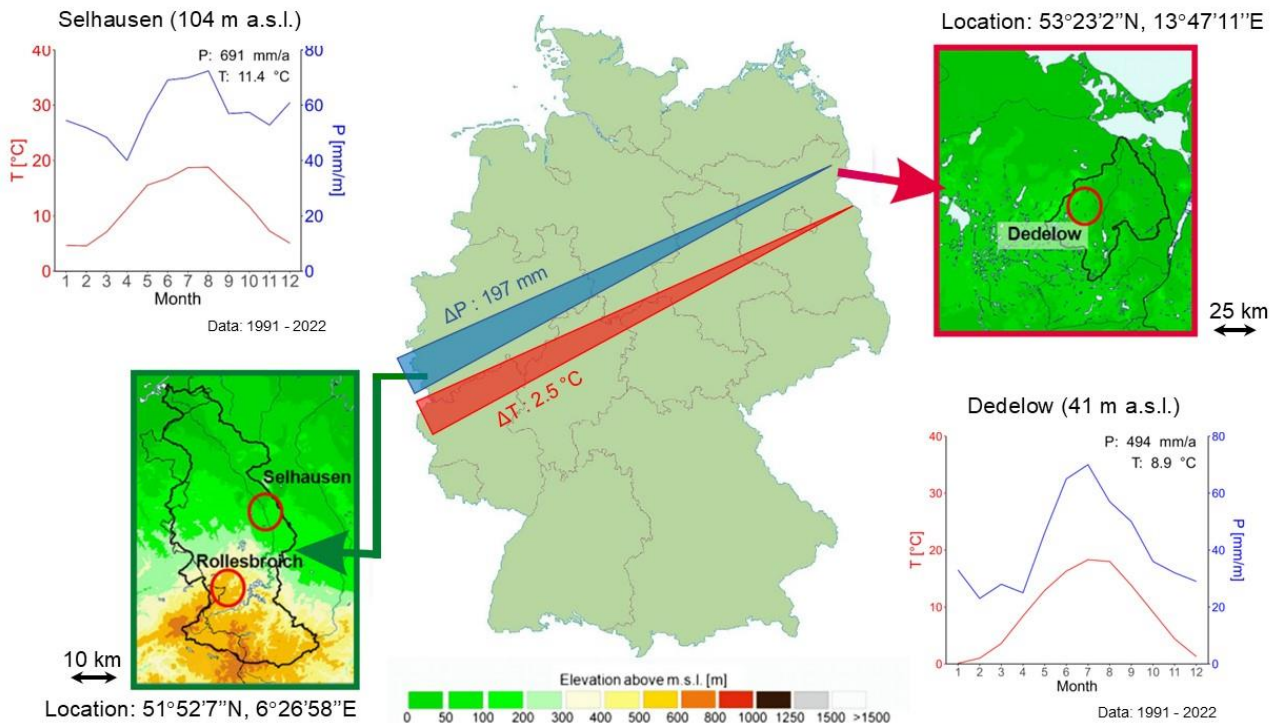 Selhausen (104 m a.s.l.)
P: 691 mm/a
T: 11.4 °C
40
30
20
10
0
T [°C]
80
60
40
20
0
P [mm/m]
1 2 3 4 5 6 7 8 9 10 11 12
Month
Data: 1991 - 2022
Location: 53°23'2''N, 13°47'11''E
Dedelow
25 km
ΔP : 197 mm
ΔT : 2.5 °C
Selhausen
Rollesbroich
10 km
Location: 51°52'7''N, 6°26'58''E
Dedelow (41 m a.s.l.)
P: 494 mm/a
T: 8.9 °C
40
30
20
10
0
T [°C]
80
60
40
20
0
P [mm/m]
1 2 3 4 5 6 7 8 9 10 11 12
Month
Data: 1991 - 2022
Elevation above m.s.l. [m]
0 50 100 200 300 400 500 600 800 1000 1250 1500 >1500